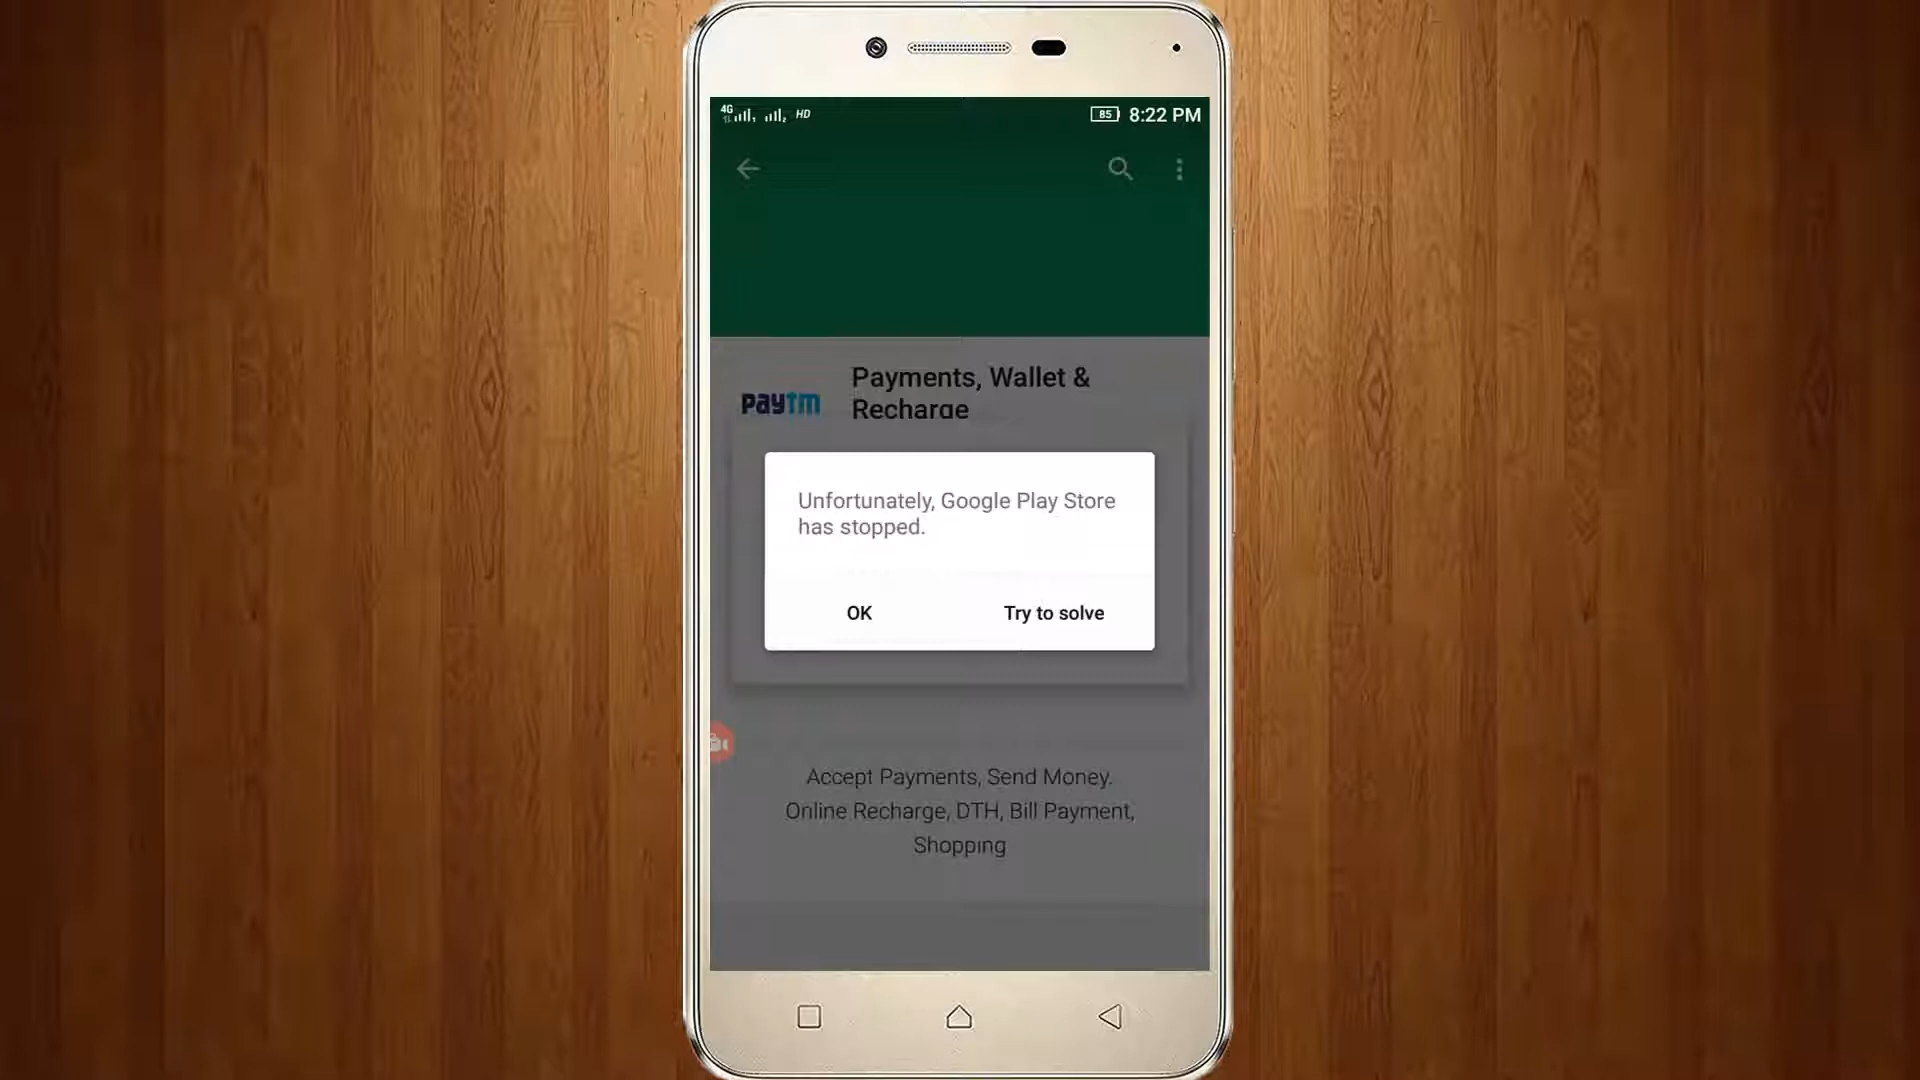 4G HD 85 8:22 PM
Payments, Wallet &
Recharge
paytm
Unfortunately, Google Play Store
has stopped.
OK Try to solve
Accept Payments, Send Money.
Online Recharge, DTH, Bill Payment,
Shopping